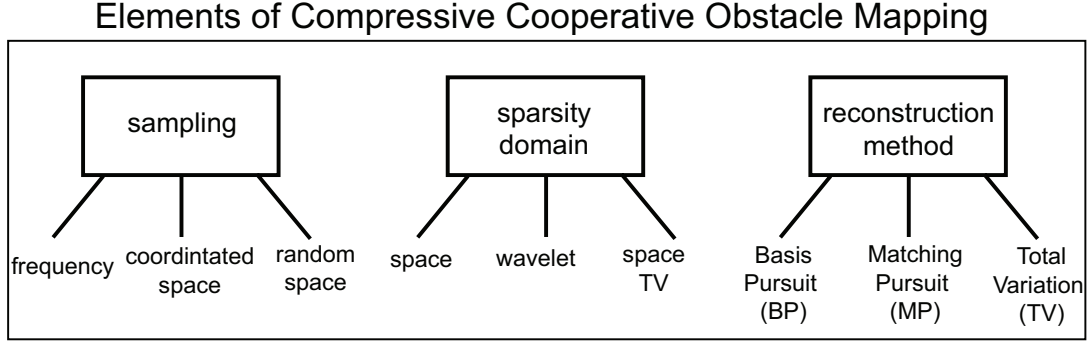 Elements of Compressive Cooperative Obstacle Mapping
sampling
frequency
coordintated
space
random
space
sparsity
domain
space
wavelet
space
TV
reconstruction
method
Basis
Pursuit
(BP)
Matching
Pursuit
(MP)
Total
Variation
(TV)